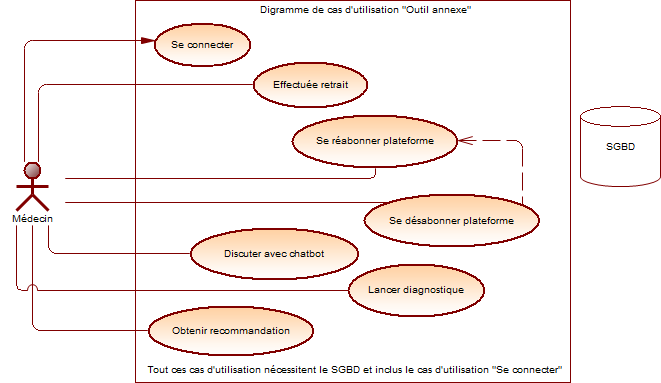 Digramme de cas d'utilisation "Outil annexe"
Se connecter
Effectuée retrait
Se réabonner plateforme
SGBD
Médecin
Se désabonner plateforme
Discuter avec chatbot
Lancer diagnostique
Obtenir recommandation
Tout ces cas d'utilisation nécessitent le SGBD et inclus le cas d'utilisation "Se connecter"